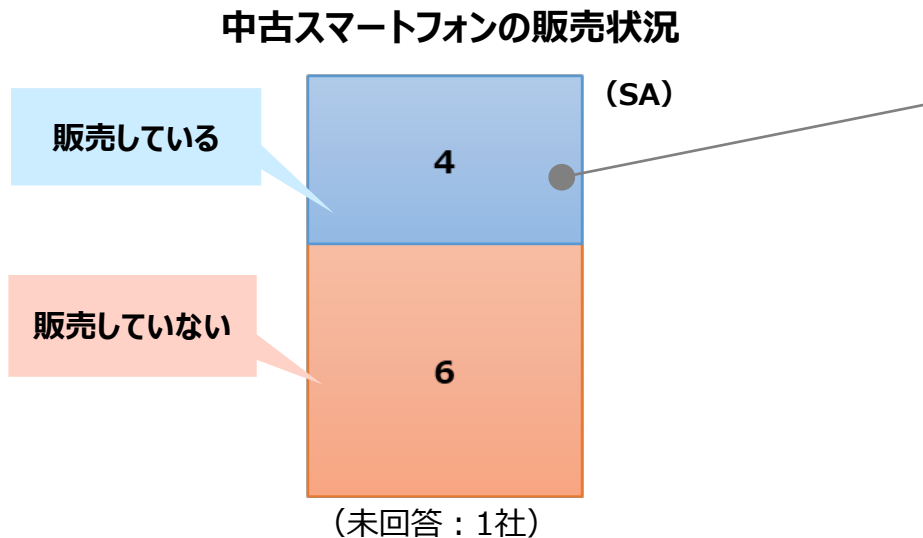 中古スマートフォンの販売状況
（SA）
販売している
4
販売していない
6
（未回答：1社）